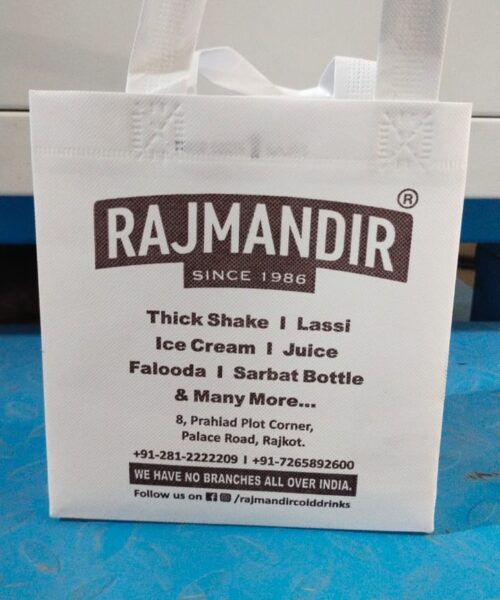 RAJMANDIR®
SINCE 1986
Thick Shake I Lassi
Ice Cream I Juice
Falooda I Sarbat Bottle
& Many More...
8, Prahlad Plot Corner,
Palace Road, Rajkot.
+91-281-2222209 I +91-7265892600
WE HAVE NO BRANCHES ALL OVER INDIA.
Follow us on /rajmandircolddrinks